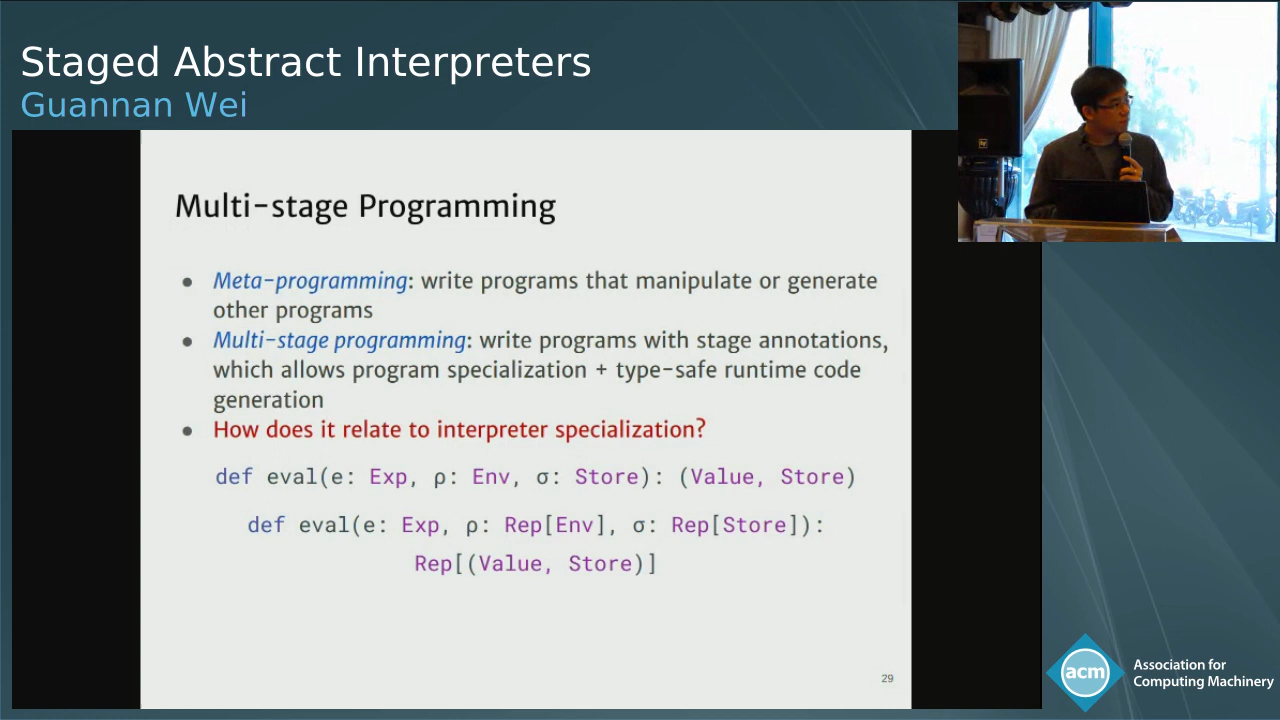 Staged Abstract Interpreters
Guannan Wei
Multi-stage Programming
● Meta-programming: write programs that manipulate or generate
other programs
● Multi-stage programming: write programs with stage annotations,
which allows program specialization + type-safe runtime code
generation
● How does it relate to interpreter specialization?
def eval(e: Exp, ρ: Env, σ: Store): (Value, Store)
def eval(e: Exp, ρ: Rep[Env], σ: Rep[Store]):
Rep[(Value, Store)]
29
acm
Association for
Computing Machinery